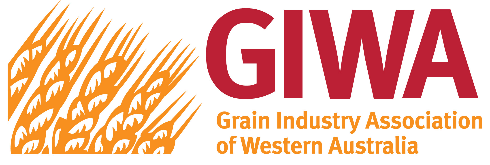 GIWA
Grain Industry Association
of Western Australia